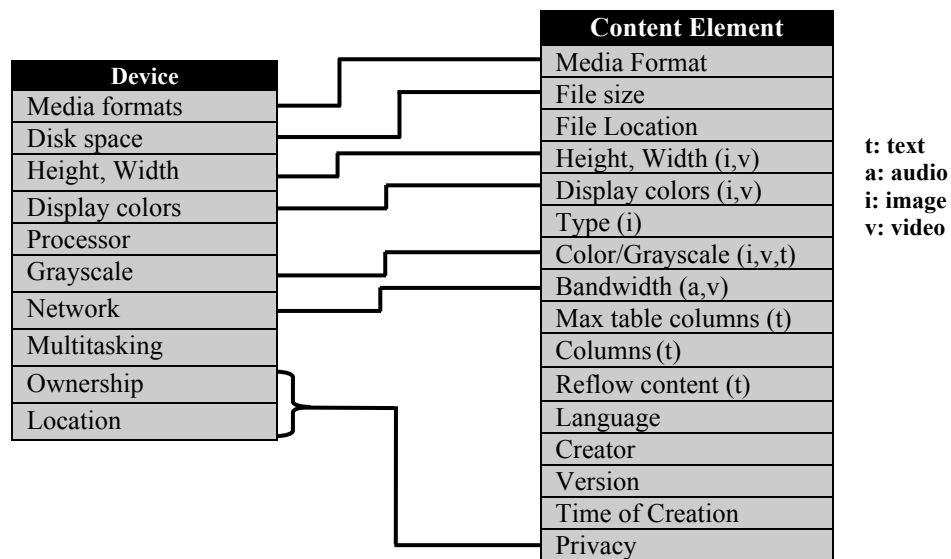 Device
Media formats
Disk space
Height, Width
Display colors
Processor
Grayscale
Network
Multitasking
Ownership
Location
Content Element
Media Format
File size
File Location
Height, Width (i,v)
Display colors (i,v)
Type (i)
Color/Grayscale (i,v,t)
Bandwidth (a,v)
Max table columns (t)
Columns (t)
Reflow content (t)
Language
Creator
Version
Time of Creation
Privacy
t: text
a: audio
i: image
v: video